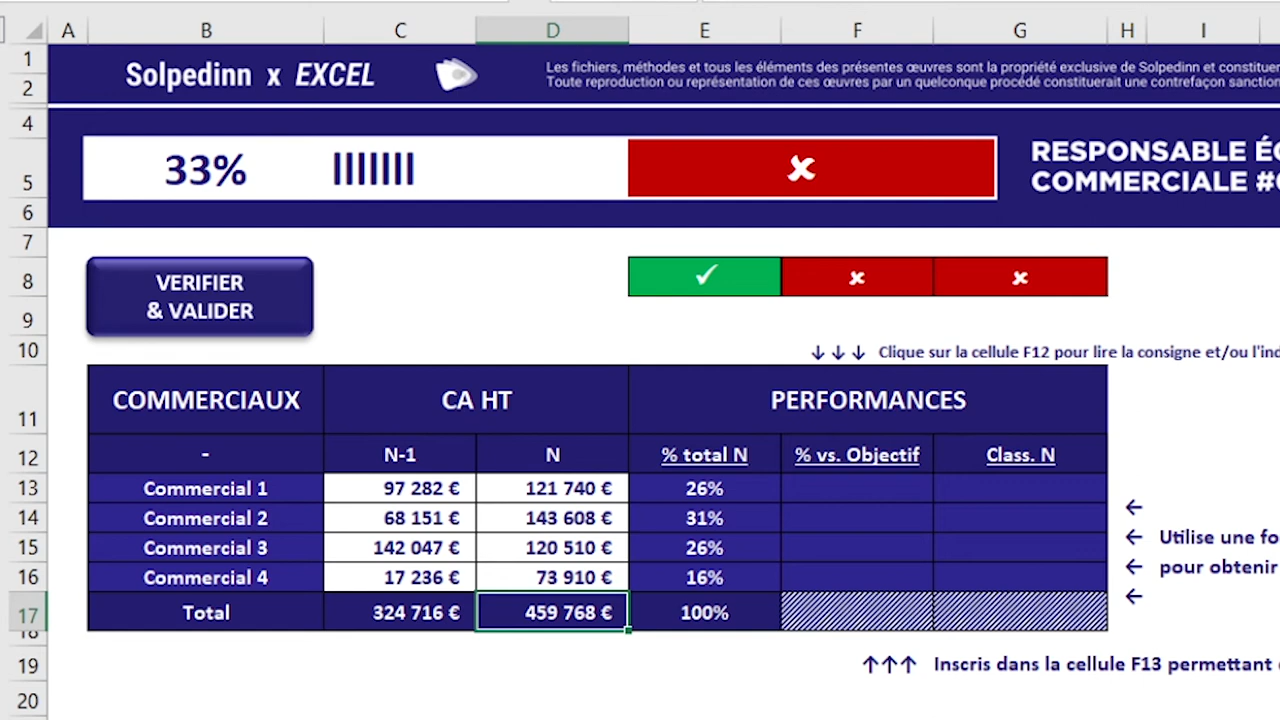 A B C D E F G H I
1 Solpedinn x EXCEL Les fichiers, méthodes et tous les éléments des présentes œuvres sont la propriété exclusive de Solpedinn et constituer
2 Toute reproduction ou représentation de ces œuvres par un quelconque procédé constituerait une contrefaçon sanction
4
RESPONSABLE É
5 33% ||||||| ✘ COMMERCIALE #
6
7
8 VERIFIER ✓ ✘ ✘
9 & VALIDER
10 ↓ ↓ ↓ Clique sur la cellule F12 pour lire la consigne et/ou l'ind
11 COMMERCIAUX CA HT PERFORMANCES
12 - N-1 N % total N % vs. Objectif Class. N
13 Commercial 1 97 282 € 121 740 € 26%
14 Commercial 2 68 151 € 143 608 € 31% ←
15 Commercial 3 142 047 € 120 510 € 26% ← Utilise une fo
16 Commercial 4 17 236 € 73 910 € 16% ← pour obtenir
17 Total 324 716 € 459 768 € 100% ←
18
19 ↑↑↑ Inscris dans la cellule F13 permettant
20